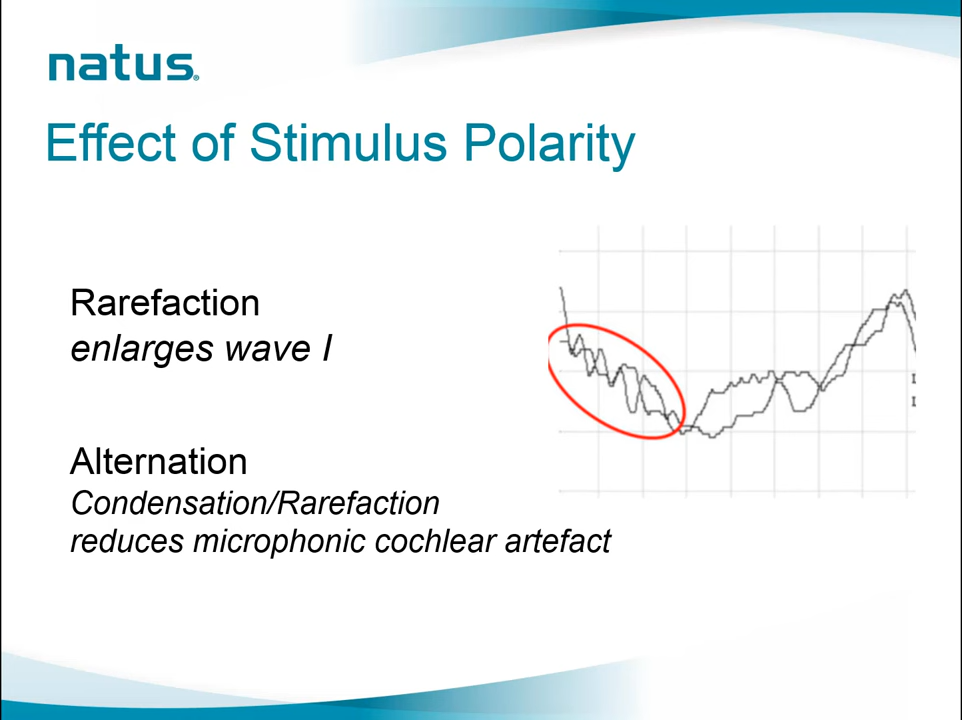 natus®
Effect of Stimulus Polarity
Rarefaction
enlarges wave I
Alternation
Condensation/Rarefaction
reduces microphonic cochlear artefact